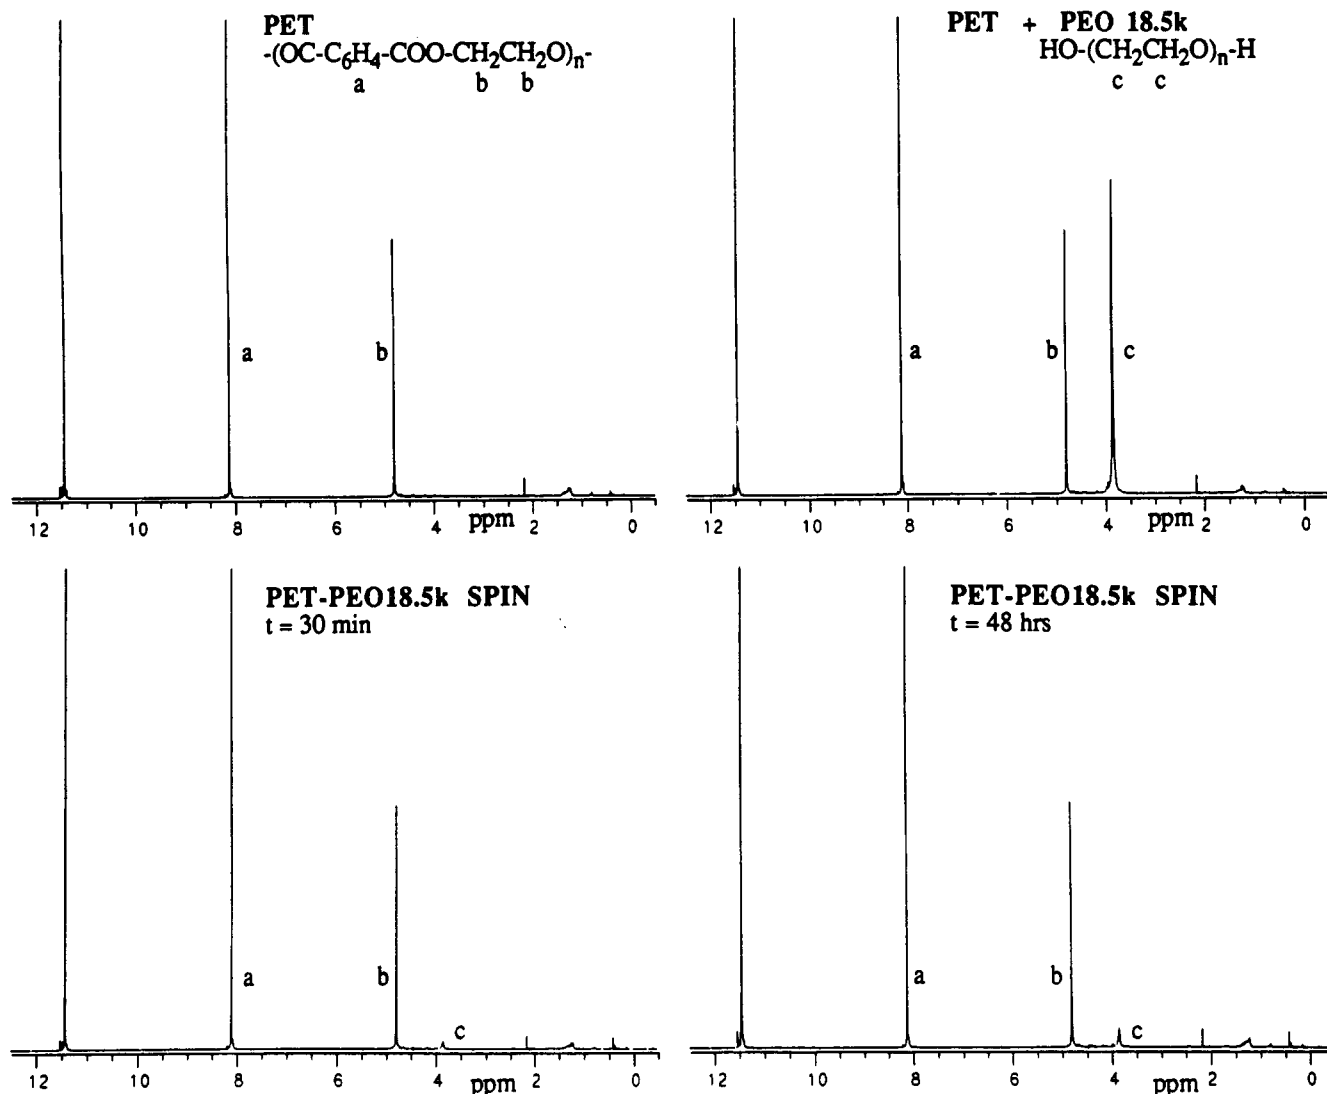 PET
-(OC-C6H4-COO-CH2CH2O)n-
a b b
a
b
12 10 8 6 4 ppm 2 0
PET + PEO 18.5k
HO-(CH2CH2O)n-H
c c
a
b
c
12 10 8 6 4 ppm 2 0
PET-PEO18.5k SPIN
t = 30 min
a
b
c
12 10 8 6 4 ppm 2 0
PET-PEO18.5k SPIN
t = 48 hrs
a
b
c
12 10 8 6 4 ppm 2 0